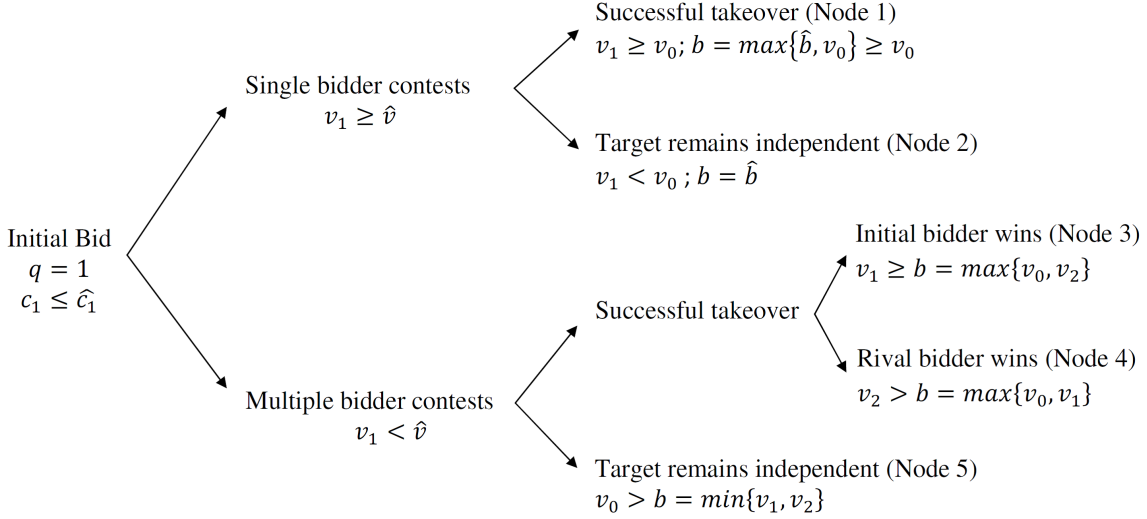 Successful takeover (Node 1)
v₁ ≥ v₀; b = max{b̂, v₀} ≥ v₀
Single bidder contests
v₁ ≥ v̂
Target remains independent (Node 2)
v₁ < v₀ ; b = b̂
Initial Bid
q = 1
c₁ ≤ ĉ₁
Initial bidder wins (Node 3)
v₁ ≥ b = max{v₀, v₂}
Successful takeover
Rival bidder wins (Node 4)
v₂ > b = max{v₀, v₁}
Multiple bidder contests
v₁ < v̂
Target remains independent (Node 5)
v₀ > b = min{v₁, v₂}